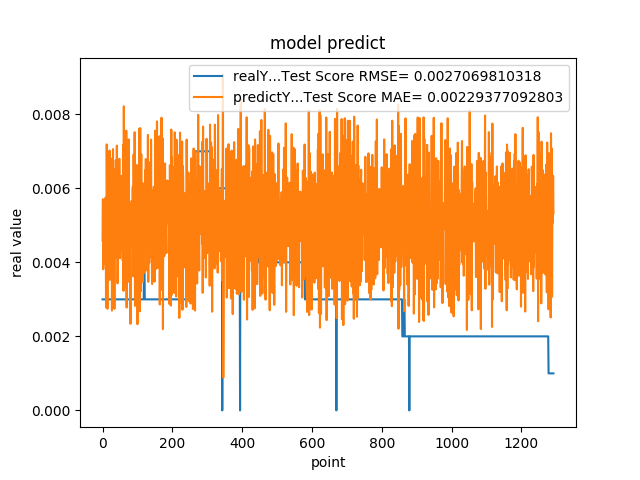 model predict
realY...Test Score RMSE= 0.0027069810318
predictY...Test Score MAE= 0.00229377092803
0.008
0.006
0.004
0.002
0.000
real value
0 200 400 600 800 1000 1200
point